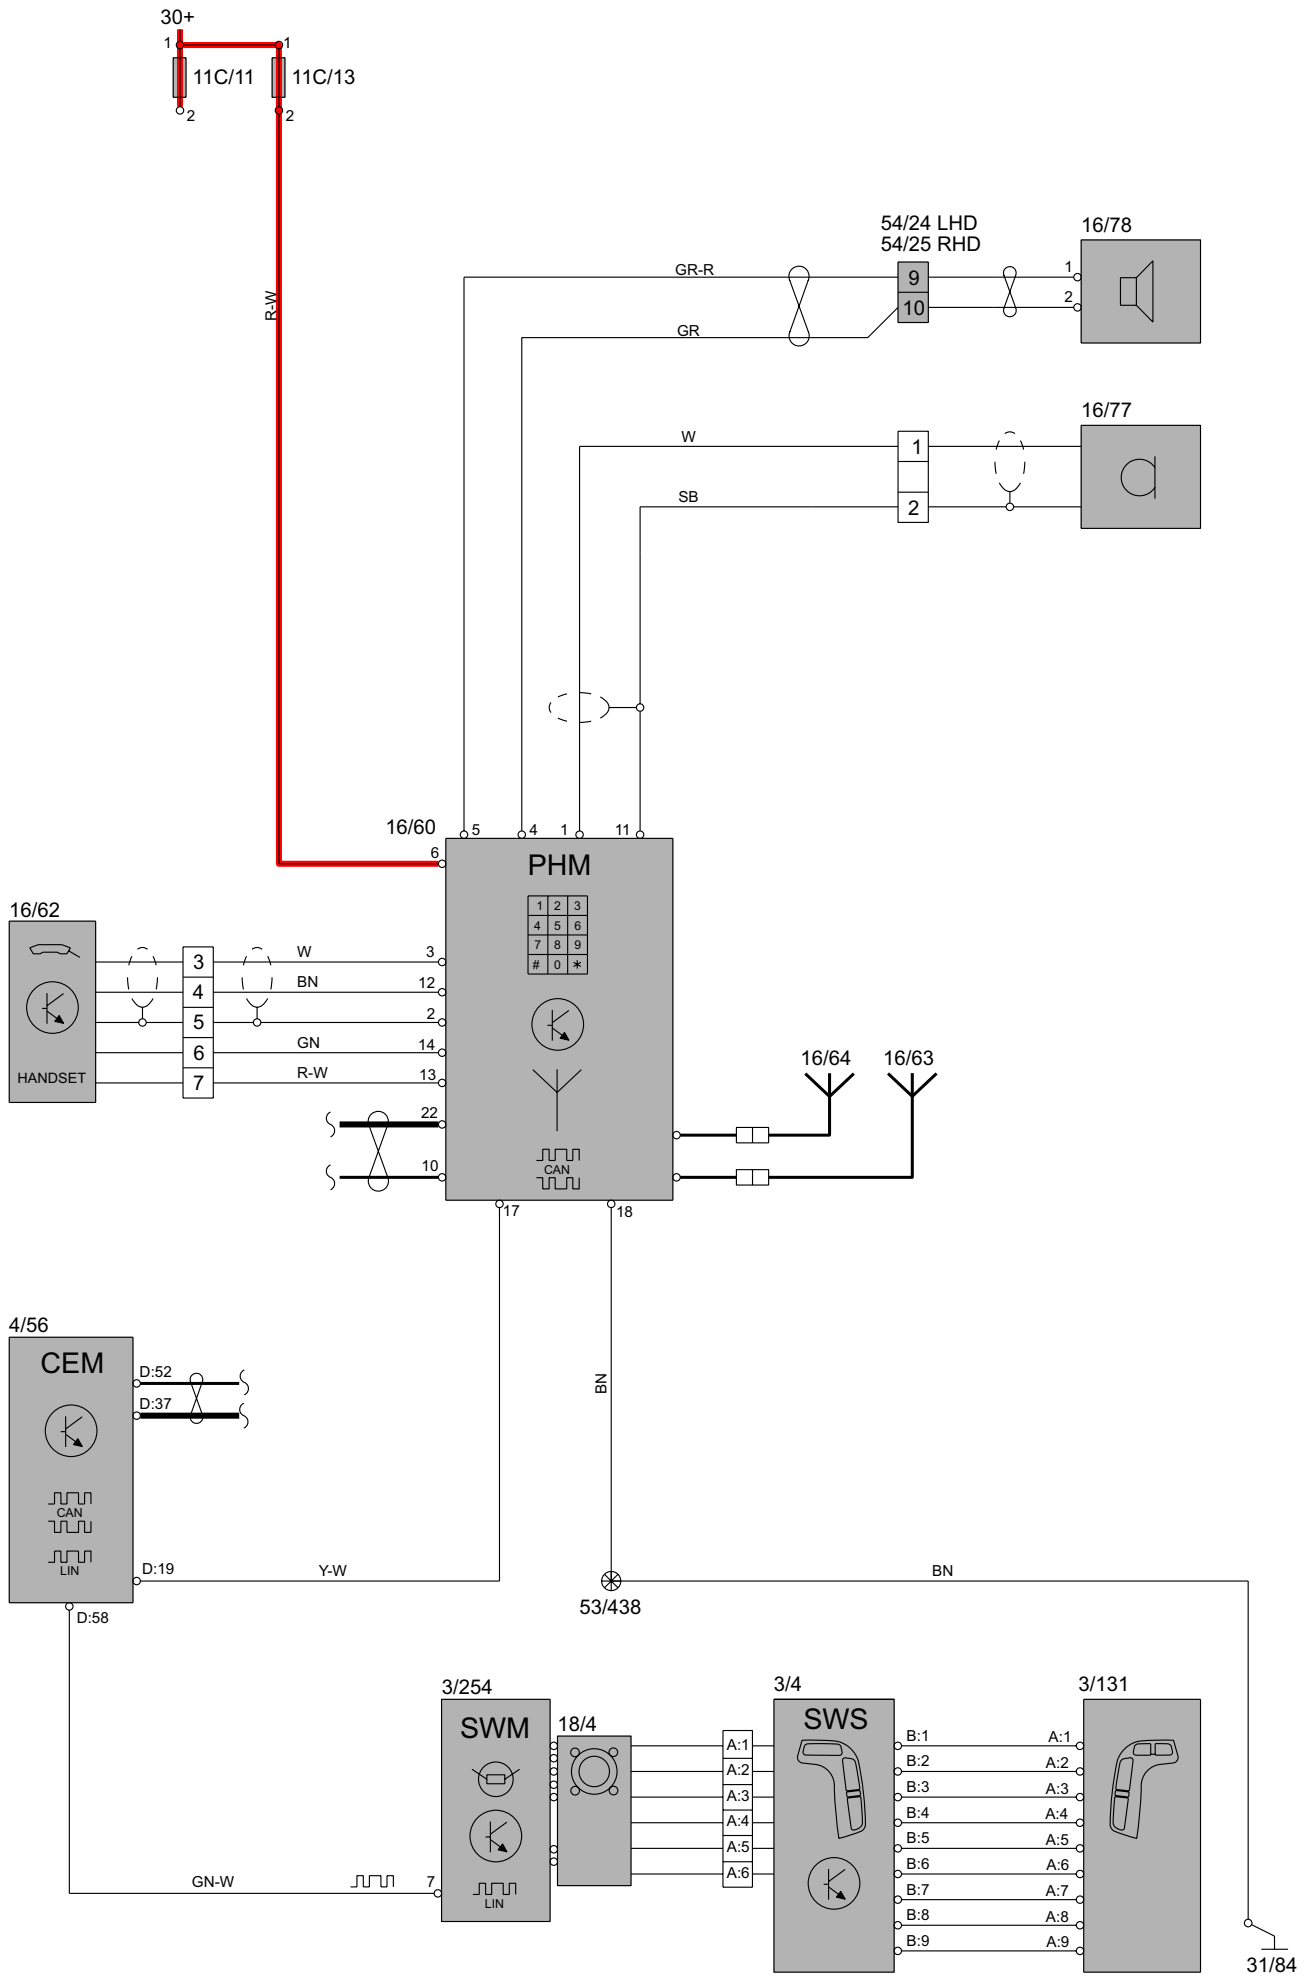 30+
1
1
11C/11
11C/13
2
2
R-W
54/24 LHD
54/25 RHD
16/78
GR-R
9
1
10
2
GR
16/77
W
1
SB
2
16/60
5
4
1
11
6
PHM
1 2 3
4 5 6
7 8 9
# 0 *
16/62
3
W
3
4
BN
12
5
2
6
GN
14
HANDSET
7
R-W
13
16/64
16/63
22
10
CAN
17
18
BN
4/56
CEM
D:52
D:37
CAN
LIN
D:19
Y-W
BN
53/438
D:58
3/254
SWM
18/4
3/4
SWS
3/131
A:1
B:1
A:1
A:2
B:2
A:2
A:3
B:3
A:3
A:4
B:4
A:4
A:5
B:5
A:5
A:6
B:6
A:6
GN-W
7
B:7
A:7
LIN
B:8
A:8
B:9
A:9
31/84